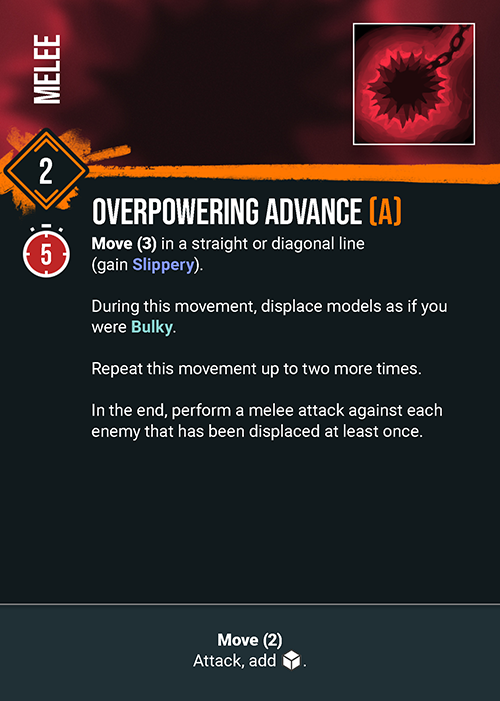 MELEE
2
OVERPOWERING ADVANCE (A)
5
Move (3) in a straight or diagonal line
(gain Slippery).
During this movement, displace models as if you
were Bulky.
Repeat this movement up to two more times.
In the end, perform a melee attack against each
enemy that has been displaced at least once.
Move (2)
Attack, add .